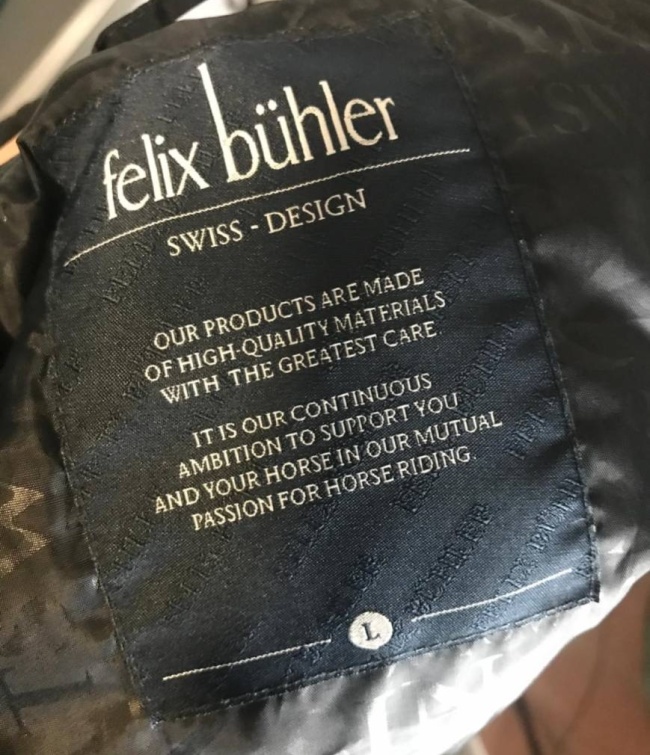 felix bühler
SWISS - DESIGN
OUR PRODUCTS ARE MADE
OF HIGH-QUALITY MATERIALS
WITH THE GREATEST CARE
IT IS OUR CONTINUOUS
AMBITION TO SUPPORT YOU
AND YOUR HORSE IN OUR MUTUAL
PASSION FOR HORSE RIDING.
L